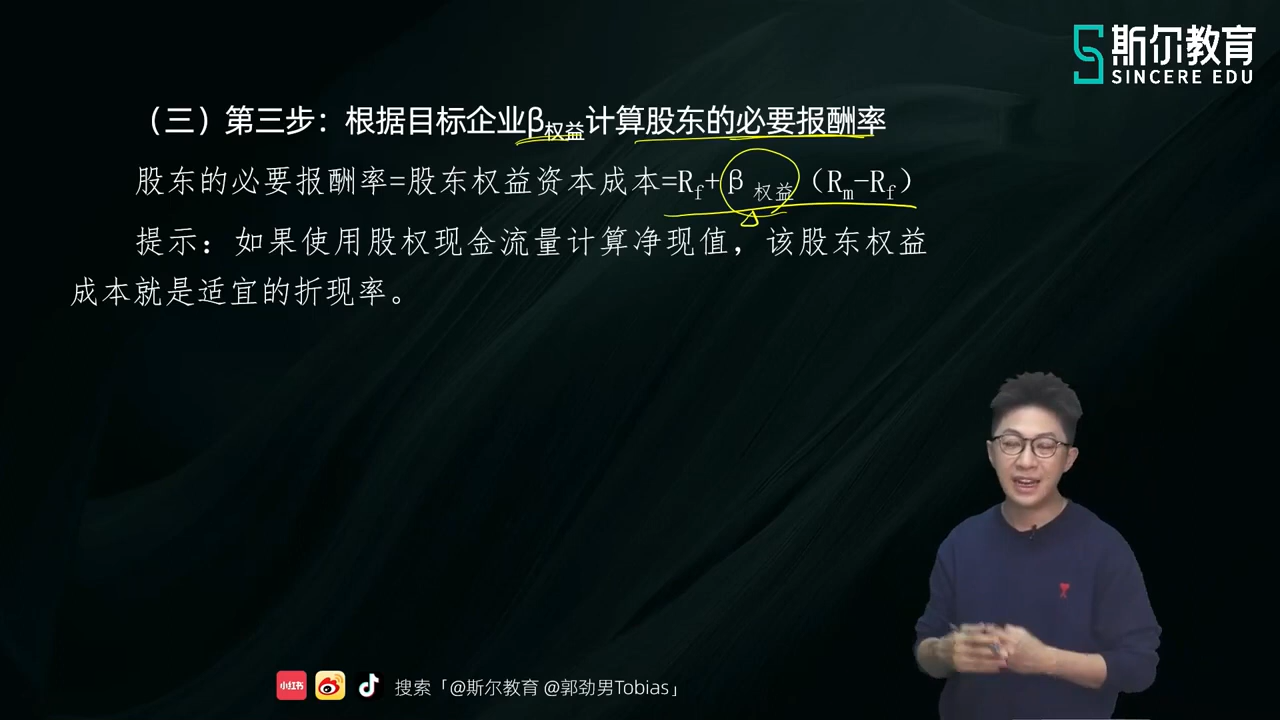 斯尔教育
SINCERE EDU
（三）第三步：根据目标企业β权益计算股东的必要报酬率
股东的必要报酬率=股东权益资本成本=Rf+β权益（Rm-Rf）
提示：如果使用股权现金流量计算净现值，该股东权益
成本就是适宜的折现率。
小红书
搜索「@斯尔教育 @郭劲男Tobias」